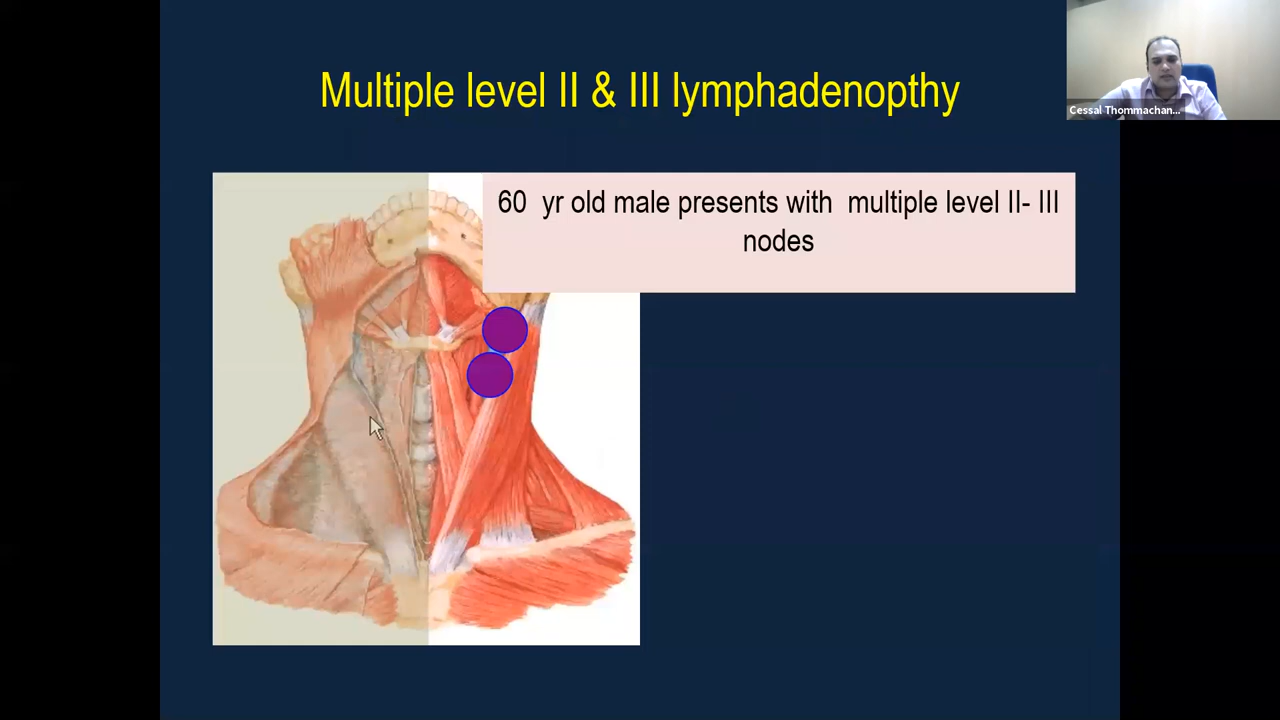 Multiple level II & III lymphadenopthy
Cessal Thommachan...
60 yr old male presents with multiple level II- III
nodes